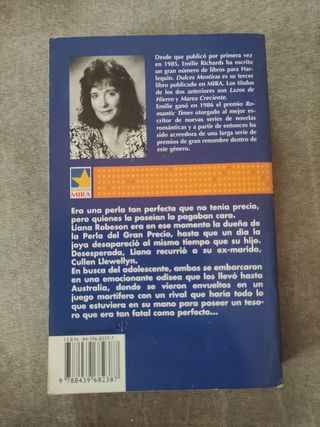 Desde que publicó por primera vez
en 1985, Emilie Richards ha escrito
un gran número de libros para Har-
lequin. Dulces Mentiras es su tercer
libro publicado en MIRA. Los títulos
de los dos anteriores son Lazos de
Hierro y Marea Creciente.
Emilie ganó en 1986 el premio Ro-
mantic Times otorgado al mejor es-
critor de nuevas series de novelas
románticas y a partir de entonces ha
sido acreedora de una larga serie de
premios de gran renombre dentro de
este género.
MIRA
Era una perla tan perfecta que no tenía precio,
pero quienes la poseían lo pagaban caro.
Liana Robeson era en ese momento la dueña de
la Perla del Gran Precio, hasta que un día la
joya desapareció al mismo tiempo que su hijo.
Desesperada, Liana recurrió a su ex-marido,
Cullen Llewellyn.
En busca del adolescente, ambos se embarcaron
en una emocionante odisea que los llevó hasta
Australia, donde se vieron envueltos en un
juego mortífero con un rival que haría todo lo
que estuviera en su mano para poseer un teso-
ro que era tan fatal como perfecto...
I.S.B.N. 84-396-8237-1
9 788439 682387